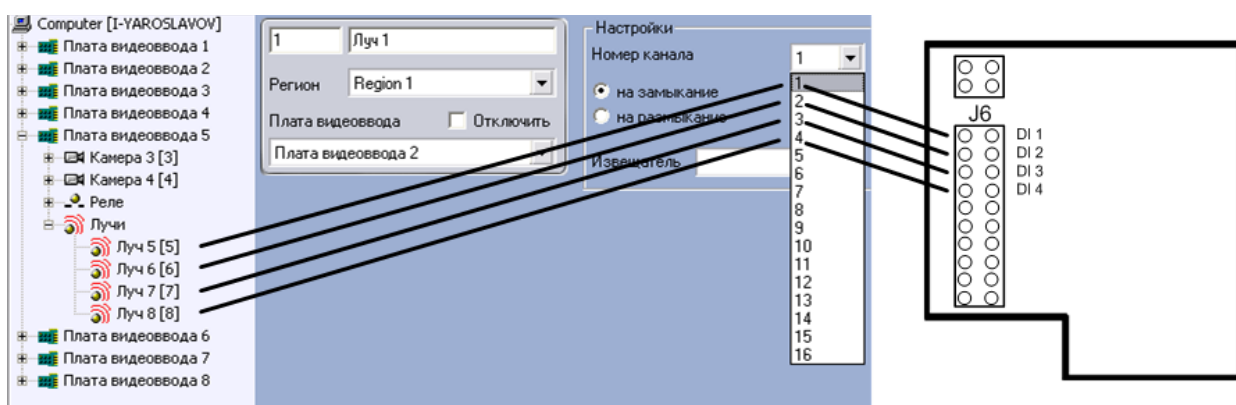 Computer [I-YAROSLAVOV]
Плата видеоввода 1
Плата видеоввода 2
Плата видеоввода 3
Плата видеоввода 4
Плата видеоввода 5
Камера 3 [3]
Камера 4 [4]
Реле
Лучи
Луч 5 [5]
Луч 6 [6]
Луч 7 [7]
Луч 8 [8]
Плата видеоввода 6
Плата видеоввода 7
Плата видеоввода 8
1 Луч 1
Регион Region 1
Плата видеоввода Отключить
Плата видеоввода 2
Настройки
Номер канала 1
на замыкание
на размыкание
Извещатель
1
2
3
4
5
6
7
8
9
10
11
12
13
14
15
16
J6
DI 1
DI 2
DI 3
DI 4